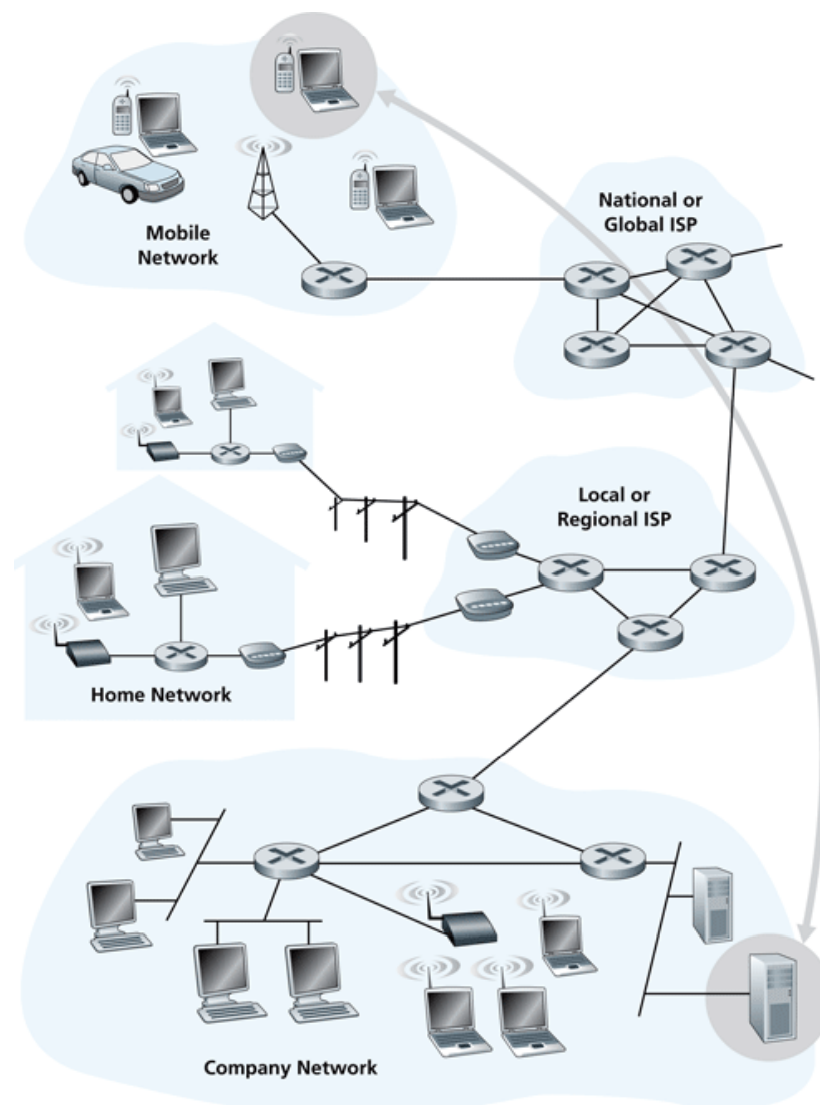 National or
Global ISP
Mobile
Network
Local or
Regional ISP
Home Network
Company Network